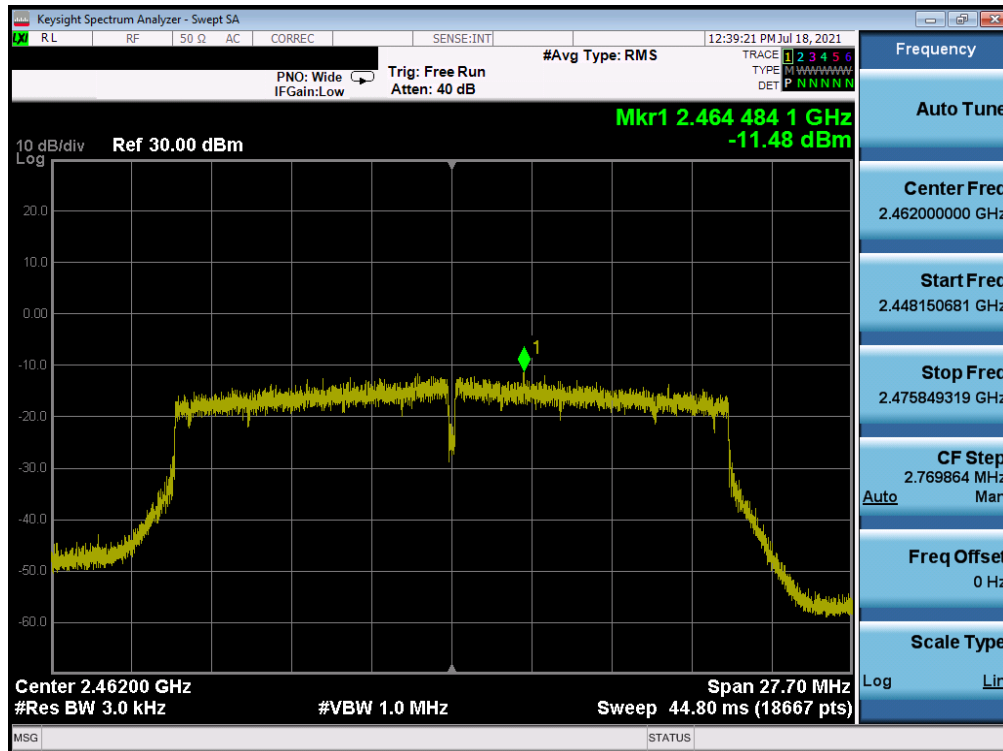 Keysight Spectrum Analyzer - Swept SA
LXI RL RF 50 Ω AC CORREC SENSE:INT 12:39:21 PM Jul 18, 2021
PNO: Wide
IFGain:Low
Trig: Free Run
Atten: 40 dB
#Avg Type: RMS
TRACE 1 2 3 4 5 6
TYPE M WWWWW
DET P N N N N N
Mkr1 2.464 484 1 GHz
-11.48 dBm
10 dB/div Ref 30.00 dBm
Log
20.0
10.0
0.00
-10.0
-20.0
-30.0
-40.0
-50.0
-60.0
1
Center 2.46200 GHz Span 27.70 MHz
#Res BW 3.0 kHz #VBW 1.0 MHz Sweep 44.80 ms (18667 pts)
MSG STATUS
Frequency
Auto Tune
Center Freq
2.462000000 GHz
Start Freq
2.448150681 GHz
Stop Freq
2.475849319 GHz
CF Step
2.769864 MHz
Auto Man
Freq Offset
0 Hz
Scale Type
Log Lin